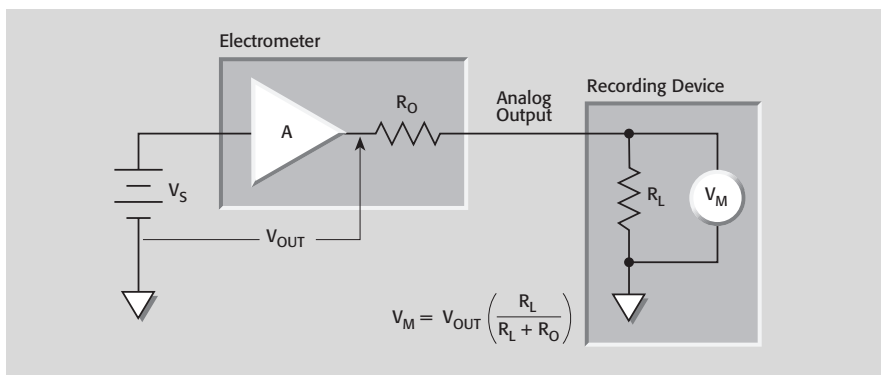 Electrometer
Recording Device
Analog
Output
R_O
A
V_S
R_L
V_M
V_OUT
V_M = V_OUT (R_L / (R_L + R_O))